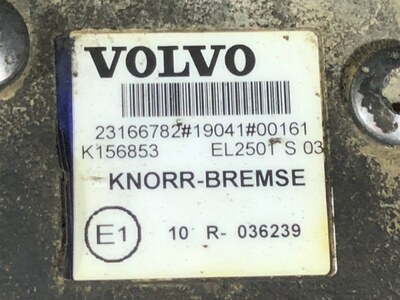 VOLVO
23166782#19041#00161
K156853 EL2501 S 03
KNORR-BREMSE
E1 10 R- 036239